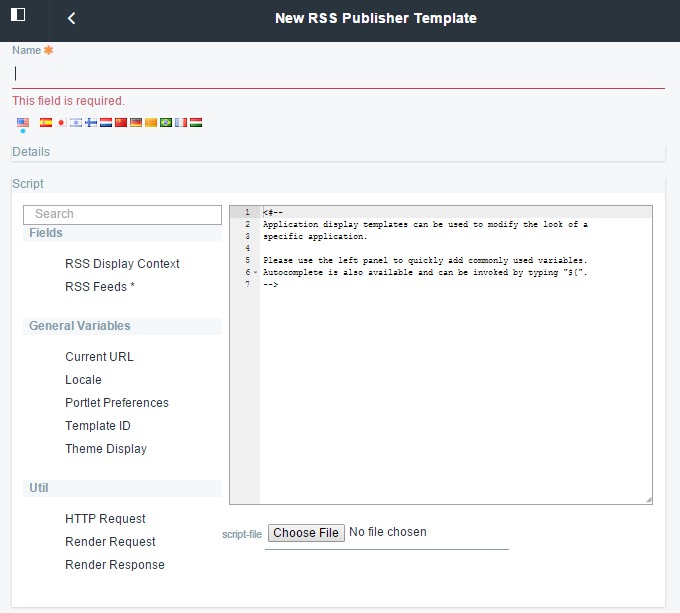 New RSS Publisher Template
Name
This field is required.
Details
Script
Search
Fields
RSS Display Context
RSS Feeds *
General Variables
Current URL
Locale
Portlet Preferences
Template ID
Theme Display
Util
HTTP Request
Render Request
Render Response
1 <#--
2 Application display templates can be used to modify the look of a
3 specific application.
4
5 Please use the left panel to quickly add commonly used variables.
6 Autocomplete is also available and can be invoked by typing "${".
7 -->
script-file Choose File No file chosen